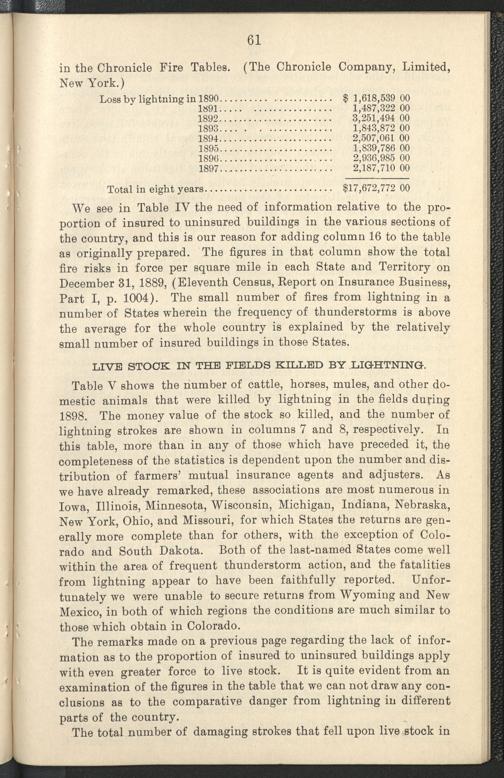 61
in the Chronicle Fire Tables. (The Chronicle Company, Limited,
New York.)
Loss by lightning in 1890.......... ............ $ 1,618,539 00
1891..... ................ 1,487,322 00
1892....................... 3,251,494 00
1893.... . .............. 1,843,872 00
1894....................... 2,507,061 00
1895....................... 1,839,786 00
1896....................... 2,936,985 00
1897....................... 2,187,710 00
Total in eight years.......................... $17,672,772 00
We see in Table IV the need of information relative to the pro-
portion of insured to uninsured buildings in the various sections of
the country, and this is our reason for adding column 16 to the table
as originally prepared. The figures in that column show the total
fire risks in force per square mile in each State and Territory on
December 31, 1889, (Eleventh Census, Report on Insurance Business,
Part I, p. 1004). The small number of fires from lightning in a
number of States wherein the frequency of thunderstorms is above
the average for the whole country is explained by the relatively
small number of insured buildings in those States.
LIVE STOCK IN THE FIELDS KILLED BY LIGHTNING.
Table V shows the number of cattle, horses, mules, and other do-
mestic animals that were killed by lightning in the fields during
1898. The money value of the stock so killed, and the number of
lightning strokes are shown in columns 7 and 8, respectively. In
this table, more than in any of those which have preceded it, the
completeness of the statistics is dependent upon the number and dis-
tribution of farmers' mutual insurance agents and adjusters. As
we have already remarked, these associations are most numerous in
Iowa, Illinois, Minnesota, Wisconsin, Michigan, Indiana, Nebraska,
New York, Ohio, and Missouri, for which States the returns are gen-
erally more complete than for others, with the exception of Colo-
rado and South Dakota. Both of the last-named States come well
within the area of frequent thunderstorm action, and the fatalities
from lightning appear to have been faithfully reported. Unfor-
tunately we were unable to secure returns from Wyoming and New
Mexico, in both of which regions the conditions are much similar to
those which obtain in Colorado.
The remarks made on a previous page regarding the lack of infor-
mation as to the proportion of insured to uninsured buildings apply
with even greater force to live stock. It is quite evident from an
examination of the figures in the table that we can not draw any con-
clusions as to the comparative danger from lightning in different
parts of the country.
The total number of damaging strokes that fell upon live stock in